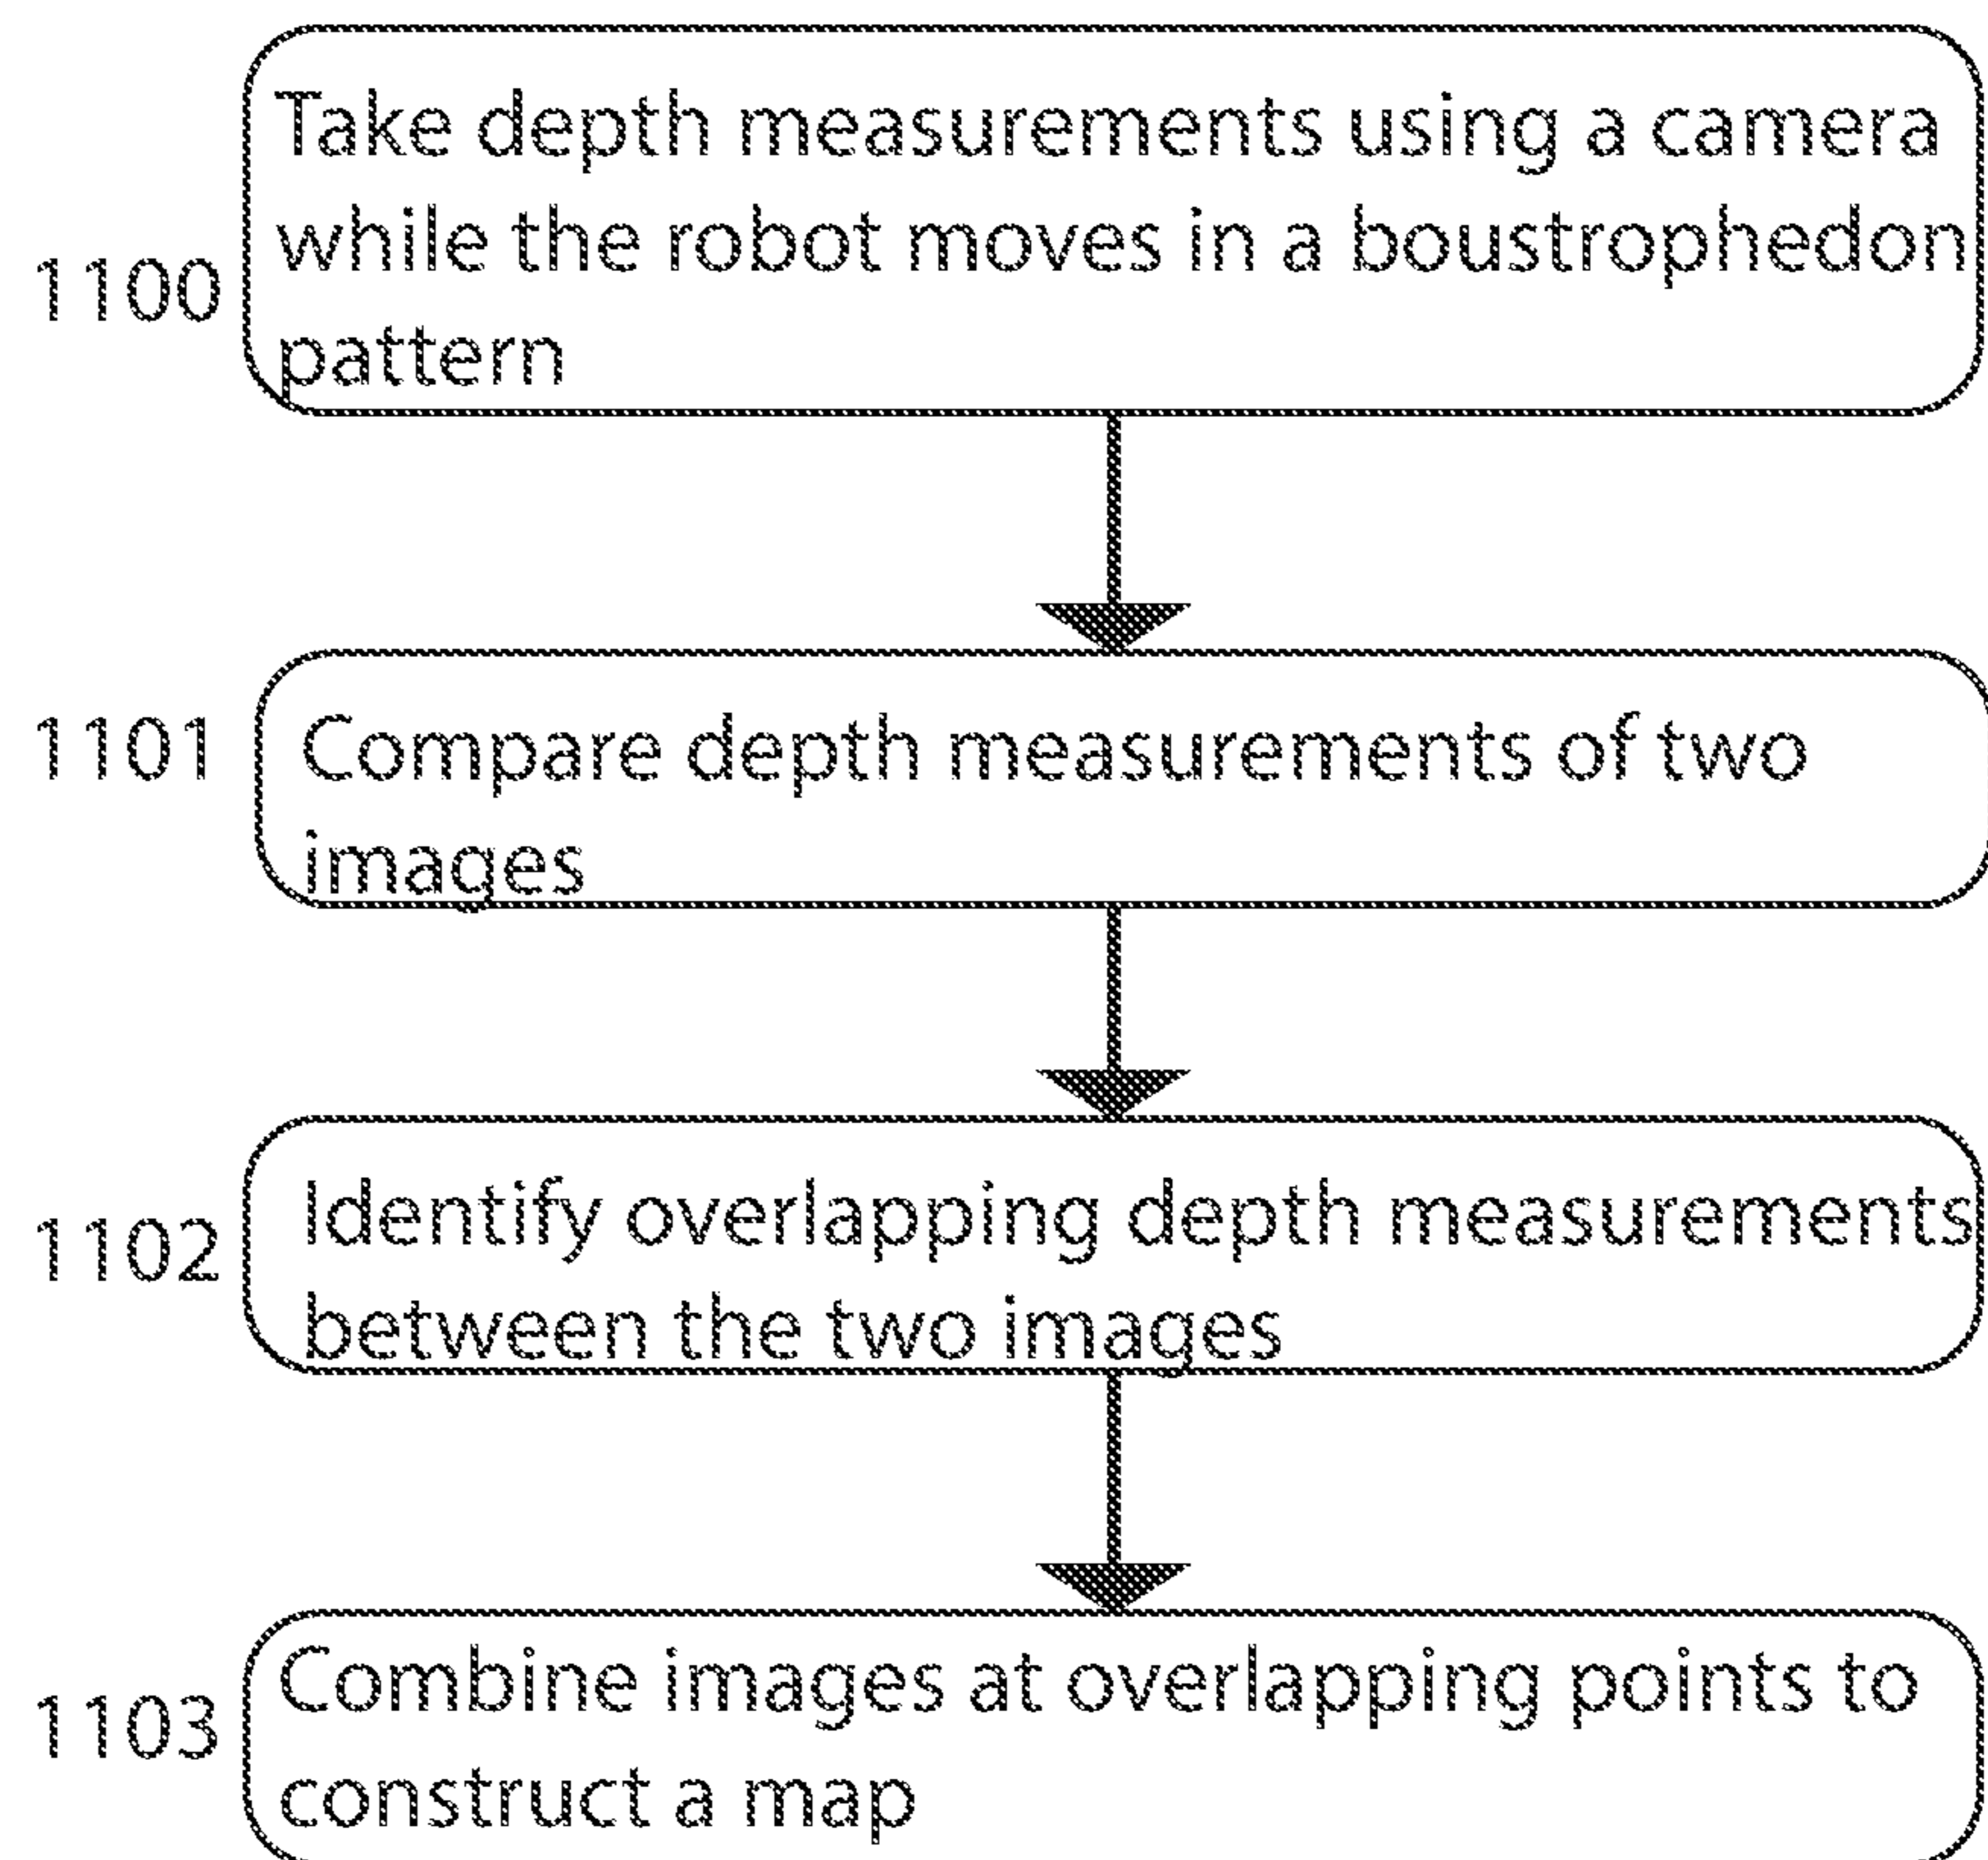 Take depth measurements using a camera
while the robot moves in a boustrophedon
1100
pattern
1101
Compare depth measurements of two
images
Identify overlapping depth measurements
1102
between the two images
Combine images at overlapping points to
1103
construct a map